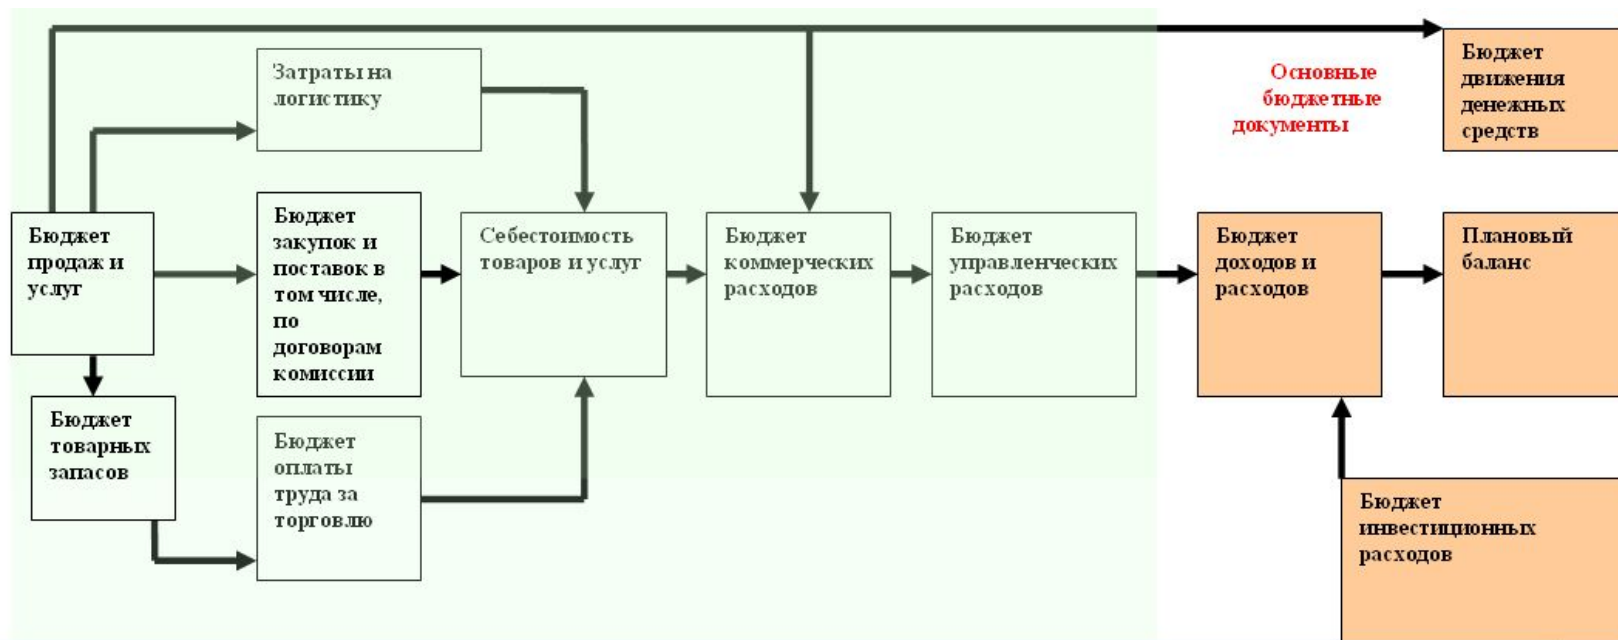 Затраты на
логистику
Основные
бюджетные
документы
Бюджет
движения
денежных
средств
Бюджет
продаж и
услуг
Бюджет
закупок и
поставок в
том числе,
по
договорам
комиссии
Себестоимость
товаров и услуг
Бюджет
коммерческих
расходов
Бюджет
управленческих
расходов
Бюджет
доходов и
расходов
Плановый
баланс
Бюджет
товарных
запасов
Бюджет
оплаты
труда за
торговлю
Бюджет
инвестиционных
расходов